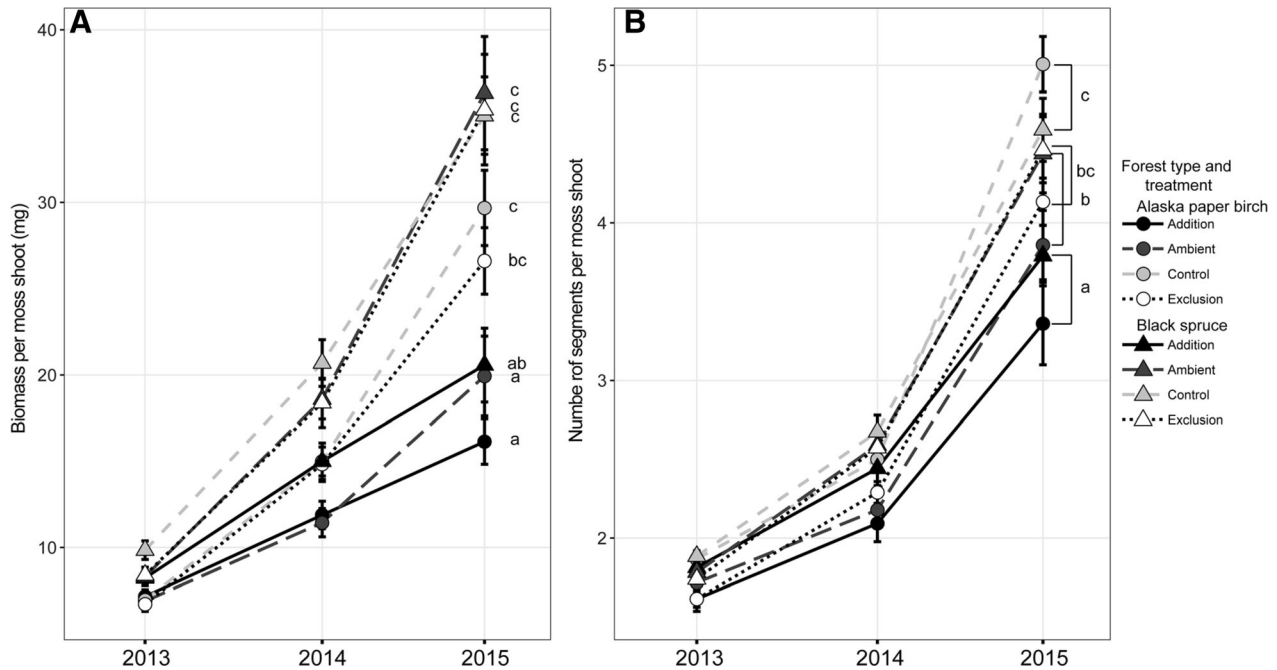 A
B
40
30
20
10
Biomass per moss shoot (mg)
c
c
c
c
bc
ab
a
a
2013 2014 2015
5
4
3
2
Numbe rof segments per moss shoot
c
bc
b
a
2013 2014 2015
Forest type and
treatment
Alaska paper birch
Addition
Ambient
Control
Exclusion
Black spruce
Addition
Ambient
Control
Exclusion